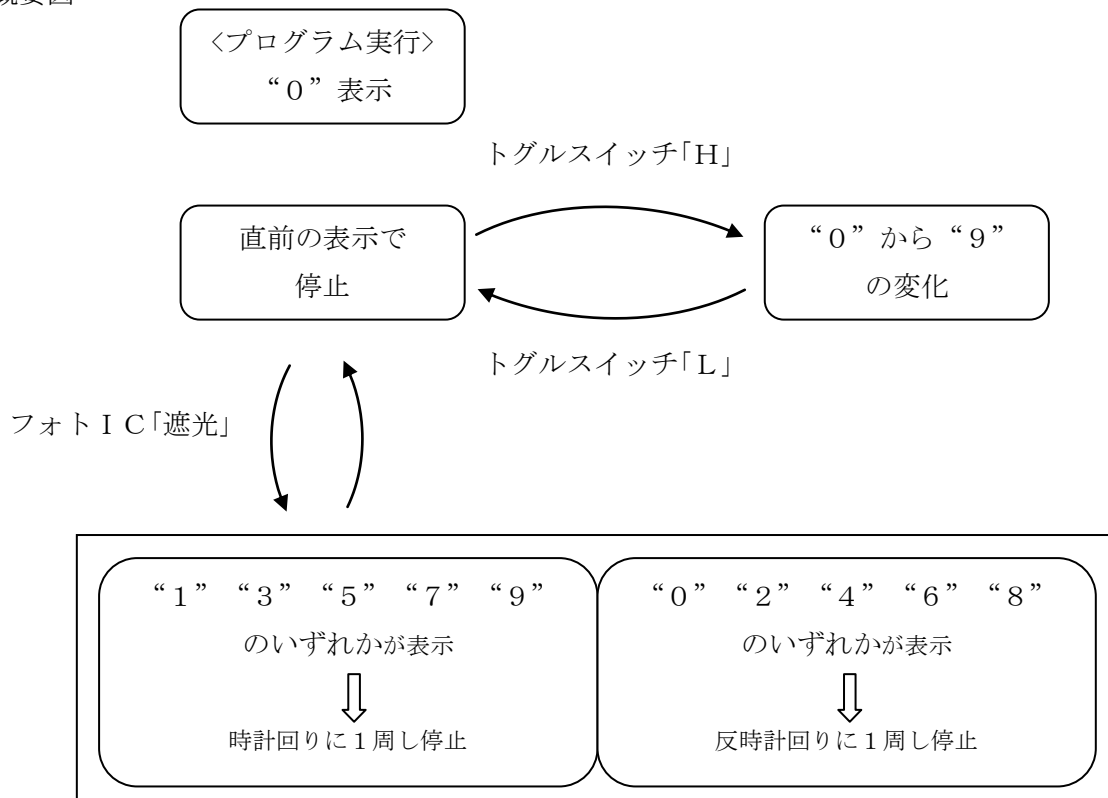 〈プログラム実行〉
“０”表示
トグルスイッチ「Ｈ」
直前の表示で
停止
“０”から“９”
の変化
トグルスイッチ「Ｌ」
フォトＩＣ「遮光」
“１”“３”“５”“７”“９”
のいずれかが表示
時計回りに１周し停止
“０”“２”“４”“６”“８”
のいずれかが表示
反時計回りに１周し停止